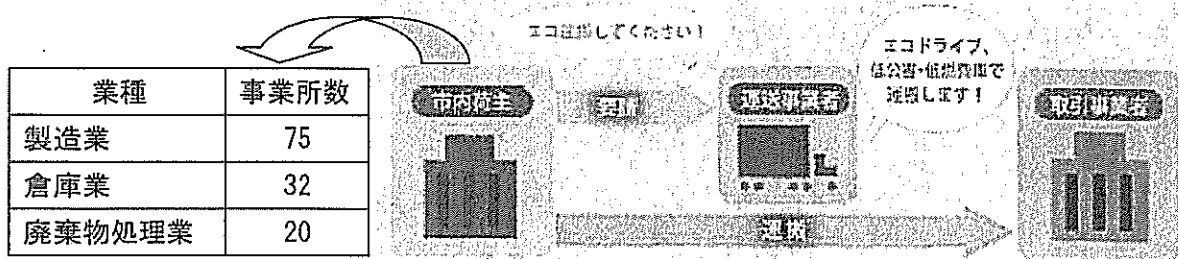 業種 事業所数
製造業 75
倉庫業 32
廃棄物処理業 20
エコ運搬してください!
市内荷主
要請
運送事業者
エコドライブ、
低公害・低燃費車で
運搬します!
取引事業者
運搬